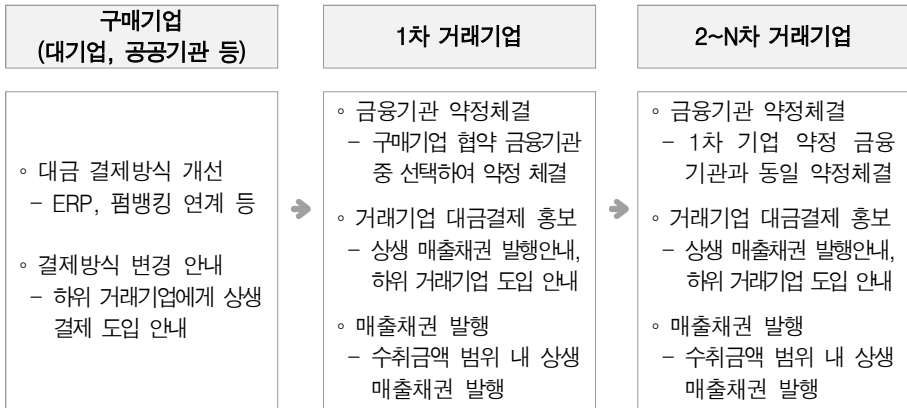 구매기업
(대기업, 공공기관 등)
1차 거래기업
2~N차 거래기업
◦ 대금 결제방식 개선
− ERP, 펌뱅킹 연계 등
◦ 결제방식 변경 안내
− 하위 거래기업에게 상생
결제 도입 안내
◦ 금융기관 약정체결
− 구매기업 협약 금융기관
중 선택하여 약정 체결
◦ 거래기업 대금결제 홍보
− 상생 매출채권 발행안내,
하위 거래기업 도입 안내
◦ 매출채권 발행
− 수취금액 범위 내 상생
매출채권 발행
◦ 금융기관 약정체결
− 1차 기업 약정 금융
기관과 동일 약정체결
◦ 거래기업 대금결제 홍보
− 상생 매출채권 발행안내,
하위 거래기업 도입 안내
◦ 매출채권 발행
− 수취금액 범위 내 상생
매출채권 발행